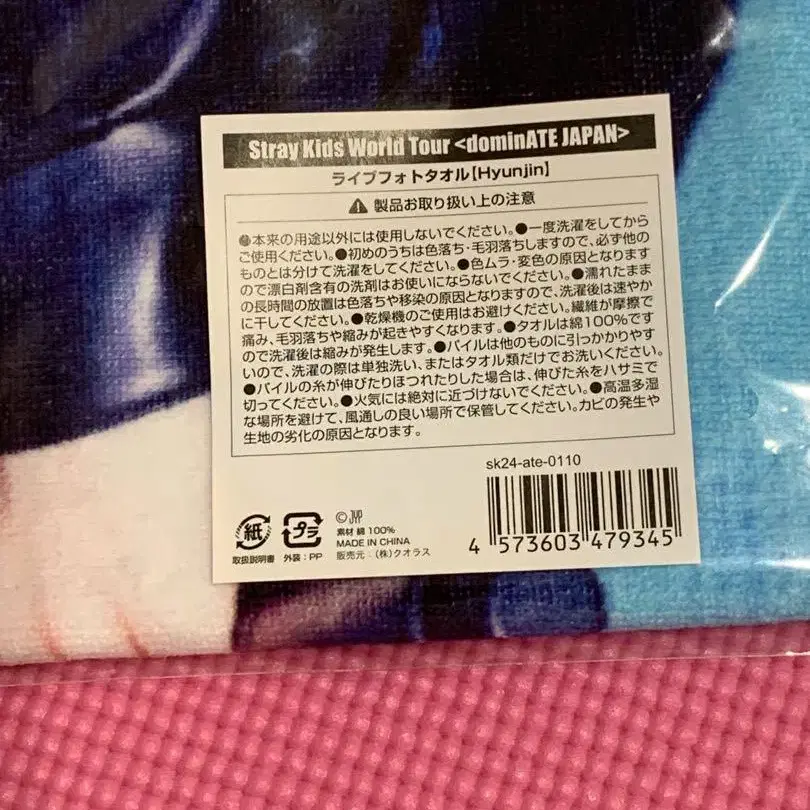 Stray Kids World Tour <dominATE JAPAN>
ライブフォトタオル【Hyunjin】
製品お取り扱い上の注意
●本来の用途以外には使用しないでください。●一度洗濯をしてから
ご使用ください。●初めのうちは色落ち・毛羽落ちしますので、必ず他の
ものとは分けて洗濯をしてください。●色ムラ・変色の原因となります
ので漂白剤含有の洗剤はお使いにならないでください。●濡れたまま
の長時間の放置は色落ちや移染の原因となりますので、洗濯後は速やか
に干してください。●乾燥機のご使用はお避けください。繊維が摩擦で
痛み、毛羽落ちや縮みが起きやすくなります。●タオルは綿100%です
ので洗濯後は縮みが発生します。●パイルは他のものに引っかかりやす
いので、洗濯の際は単独洗い、またはタオル類だけでお洗いください。
●パイルの糸が伸びたりほつれたりした場合は、伸びた糸をハサミで
切ってください。●火気には絶対に近づけないでください。●高温多湿
な場所を避けて、風通しの良い場所で保管してください。カビの発生や
生地の劣化の原因となります。
sk24-ate-0110
紙
取扱説明書
プラ
外装:PP
© JYP
素材 綿 100%
MADE IN CHINA
販売元:(株)クオラス
4 573603 479345